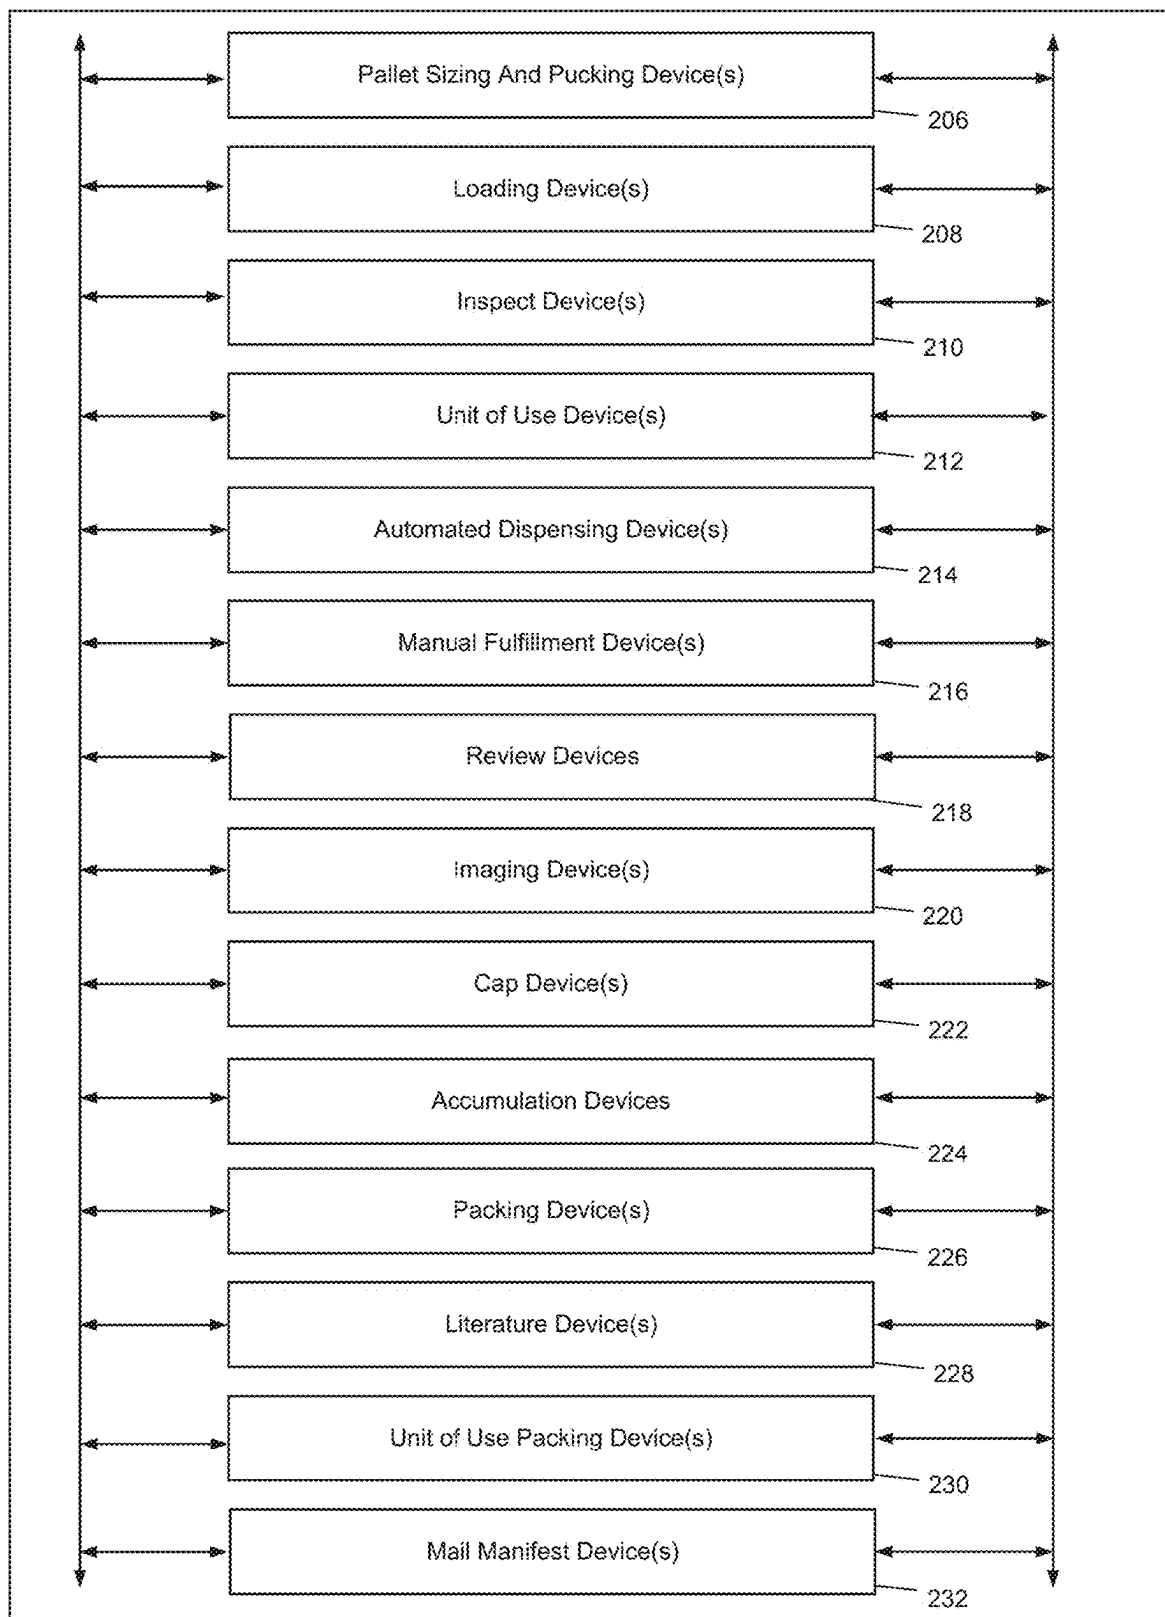 Pallet Sizing And Pucking Device(s)
206
Loading Device(s)
208
Inspect Device(s)
210
Unit of Use Device(s)
212
Automated Dispensing Device(s)
214
Manual Fulfillment Device(s)
216
Review Devices
218
Imaging Device(s)
220
Cap Device(s)
222
Accumulation Devices
224
Packing Device(s)
226
Literature Device(s)
228
Unit of Use Packing Device(s)
230
Mail Manifest Device(s)
232